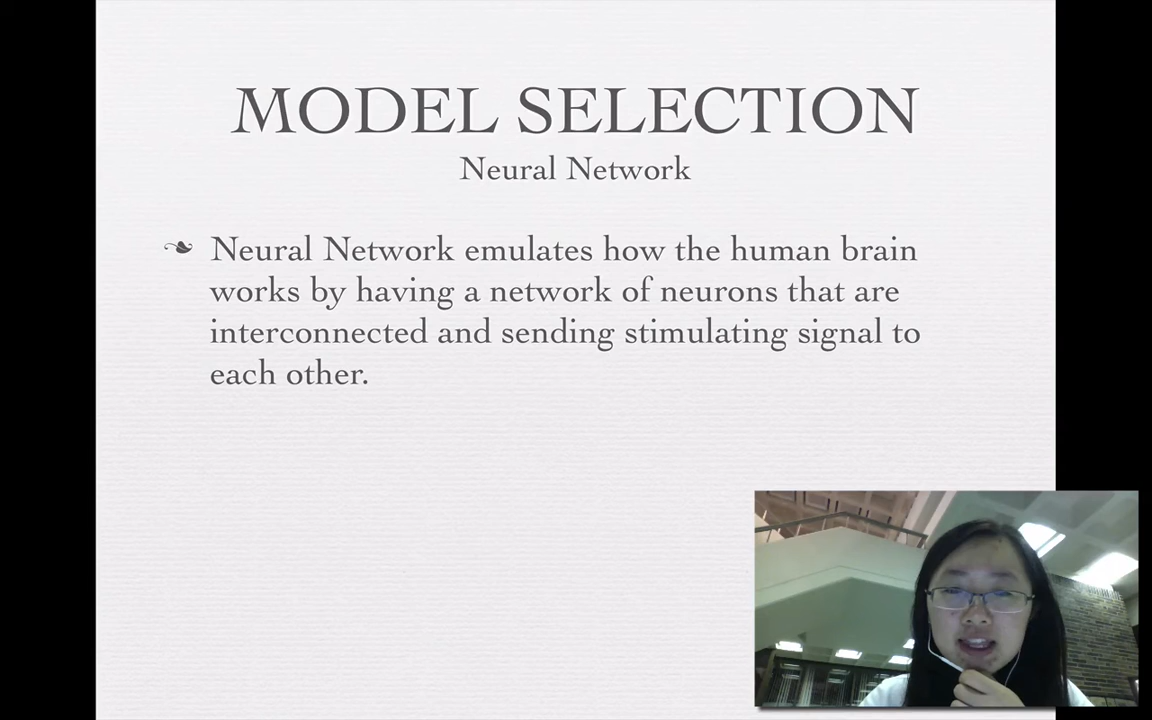 MODEL SELECTION
Neural Network
Neural Network emulates how the human brain
works by having a network of neurons that are
interconnected and sending stimulating signal to
each other.